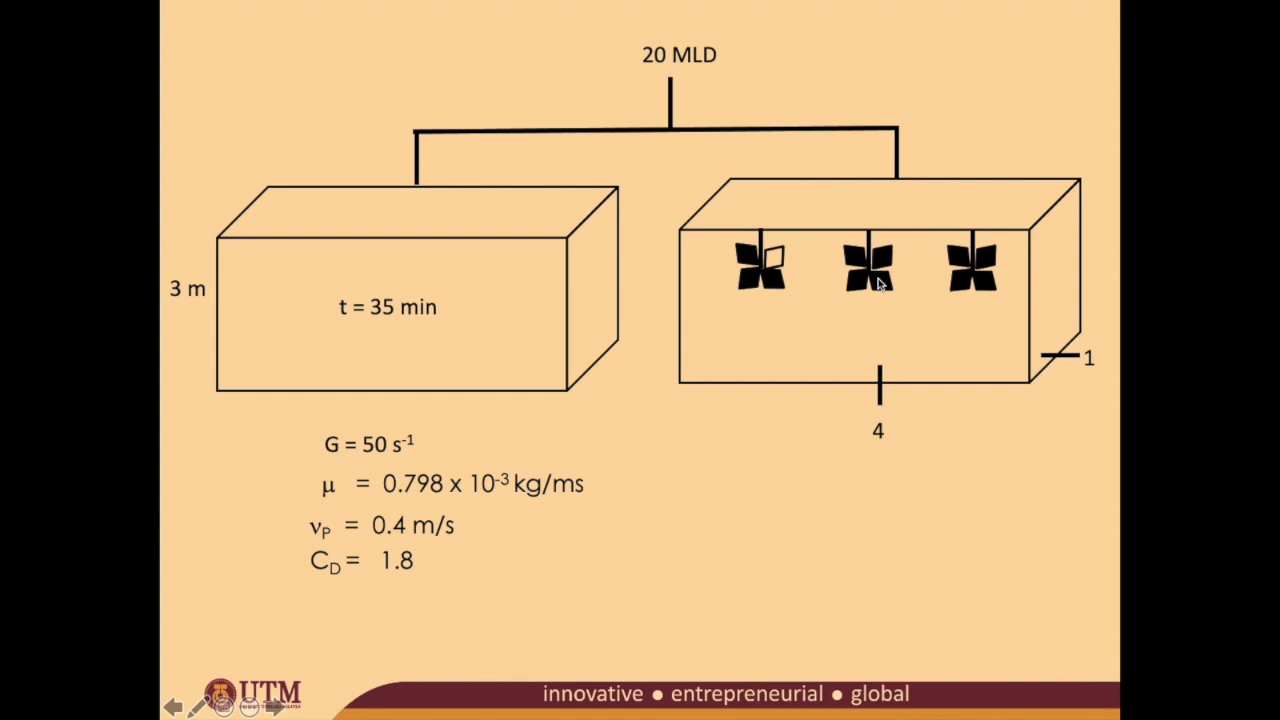 20 MLD
3 m
t = 35 min
1
4
G = 50 s⁻¹
μ = 0.798 x 10⁻³ kg/ms
νₚ = 0.4 m/s
C_D = 1.8
UTM
innovative ● entrepreneurial ● global